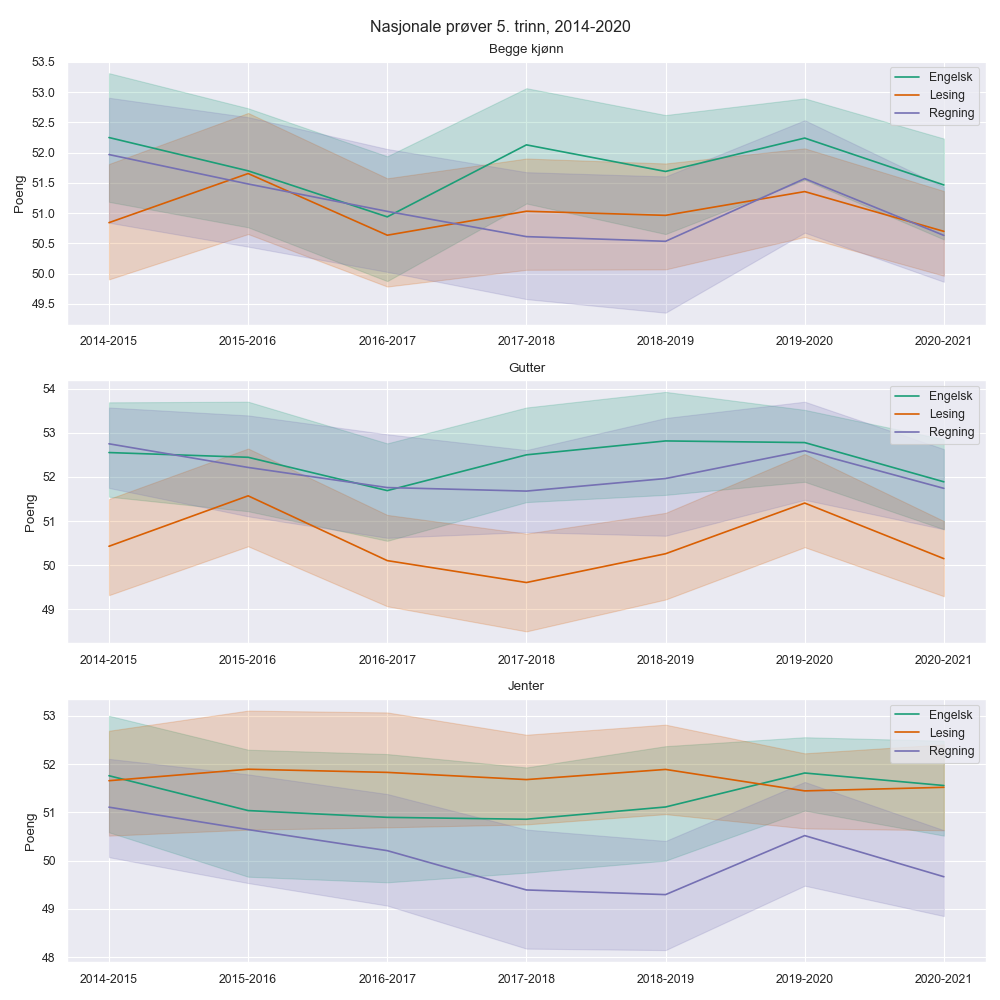 Nasjonale prøver 5. trinn, 2014-2020
Begge kjønn
53.5
53.0
52.5
52.0
51.5
51.0
50.5
50.0
49.5
Poeng
Engelsk
Lesing
Regning
2014-2015 2015-2016 2016-2017 2017-2018 2018-2019 2019-2020 2020-2021
Gutter
54
53
52
51
50
49
Poeng
Engelsk
Lesing
Regning
2014-2015 2015-2016 2016-2017 2017-2018 2018-2019 2019-2020 2020-2021
Jenter
53
52
51
50
49
48
Poeng
Engelsk
Lesing
Regning
2014-2015 2015-2016 2016-2017 2017-2018 2018-2019 2019-2020 2020-2021